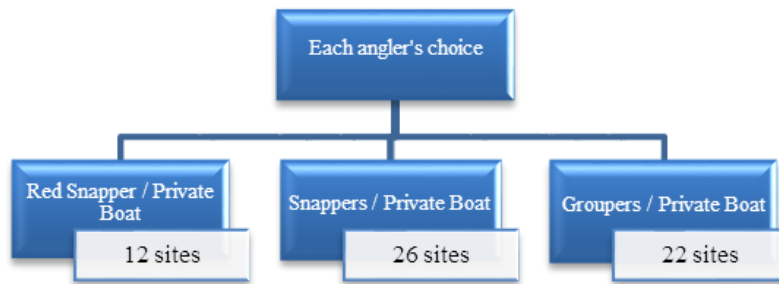 Each angler's choice
Red Snapper / Private
Boat
12 sites
Snappers / Private Boat
26 sites
Groupers / Private Boat
22 sites